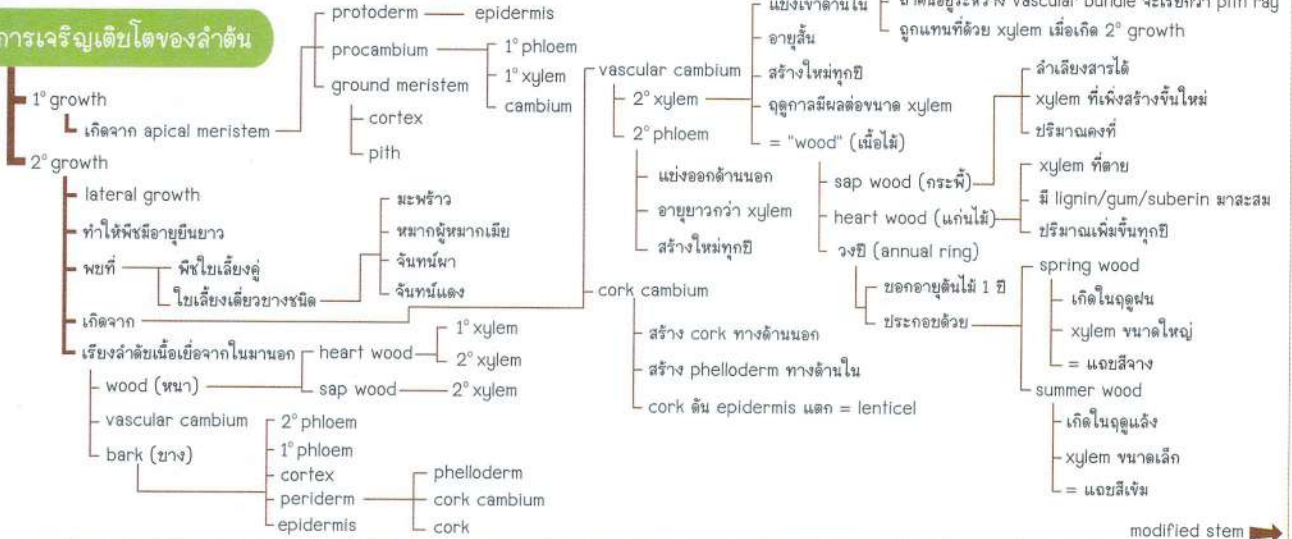 การเจริญเติบโตของลำต้น
1° growth
เกิดจาก apical meristem
protoderm
epidermis
procambium
1° phloem
1° xylem
cambium
ground meristem
cortex
pith
2° growth
lateral growth
ทำให้พืชมีอายุยืนยาว
พบที่
พืชใบเลี้ยงคู่
ใบเลี้ยงเดี่ยวบางชนิด
มะพร้าว
หมากผู้หมากเมีย
จันทน์ผา
จันทน์แดง
เกิดจาก
vascular cambium
2° xylem
แบ่งเข้าด้านใน
อายุสั้น
สร้างใหม่ทุกปี
ฤดูกาลมีผลต่อขนาด xylem
= "wood" (เนื้อไม้)
sap wood (กระพี้)
ลำเลียงสารได้
xylem ที่เพิ่งสร้างขึ้นใหม่
ปริมาณคงที่
heart wood (แก่นไม้)
xylem ที่ตาย
มี lignin/gum/suberin มาสะสม
ปริมาณเพิ่มขึ้นทุกปี
วงปี (annual ring)
บอกอายุต้นไม้ 1 ปี
ประกอบด้วย
spring wood
เกิดในฤดูฝน
xylem ขนาดใหญ่
= แถบสีจาง
summer wood
เกิดในฤดูแล้ง
xylem ขนาดเล็ก
= แถบสีเข้ม
2° phloem
แบ่งออกด้านนอก
อายุยาวกว่า xylem
สร้างใหม่ทุกปี
cork cambium
สร้าง cork ทางด้านนอก
สร้าง phelloderm ทางด้านใน
cork ดัน epidermis แตก = lenticel
เรียงลำดับเนื้อเยื่อจากในมานอก
wood (หนา)
heart wood
1° xylem
2° xylem
sap wood
2° xylem
vascular cambium
bark (บาง)
2° phloem
1° phloem
cortex
periderm
phelloderm
cork cambium
cork
epidermis
vascular bundle จะเรียกว่า pith ray
ถูกแทนที่ด้วย xylem เมื่อเกิด 2° growth
modified stem